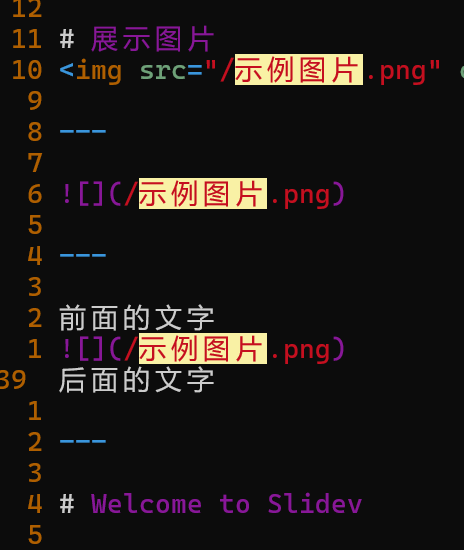 12
11 # 展示图片
10 <img src="/示例图片.png"
9
8 ---
7
6 ![](/示例图片.png)
5
4 ---
3
2 前面的文字
1 ![](/示例图片.png)
39 后面的文字
1
2 ---
3
4 # Welcome to Slidev
5